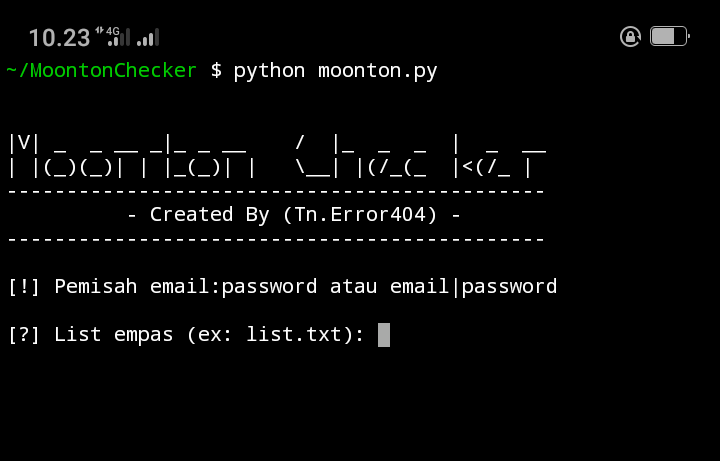 10.23 4G
~/MoontonChecker $ python moonton.py
|V| _  _ __ _|_ _ __    /  |_  _  _  |  _  __
| |(_)(_)| | |_(_)| |   \__| |(/_(_  |<(/_ |
---------------------------------------------
- Created By (Tn.Error404) -
---------------------------------------------
[!] Pemisah email:password atau email|password
[?] List empas (ex: list.txt):